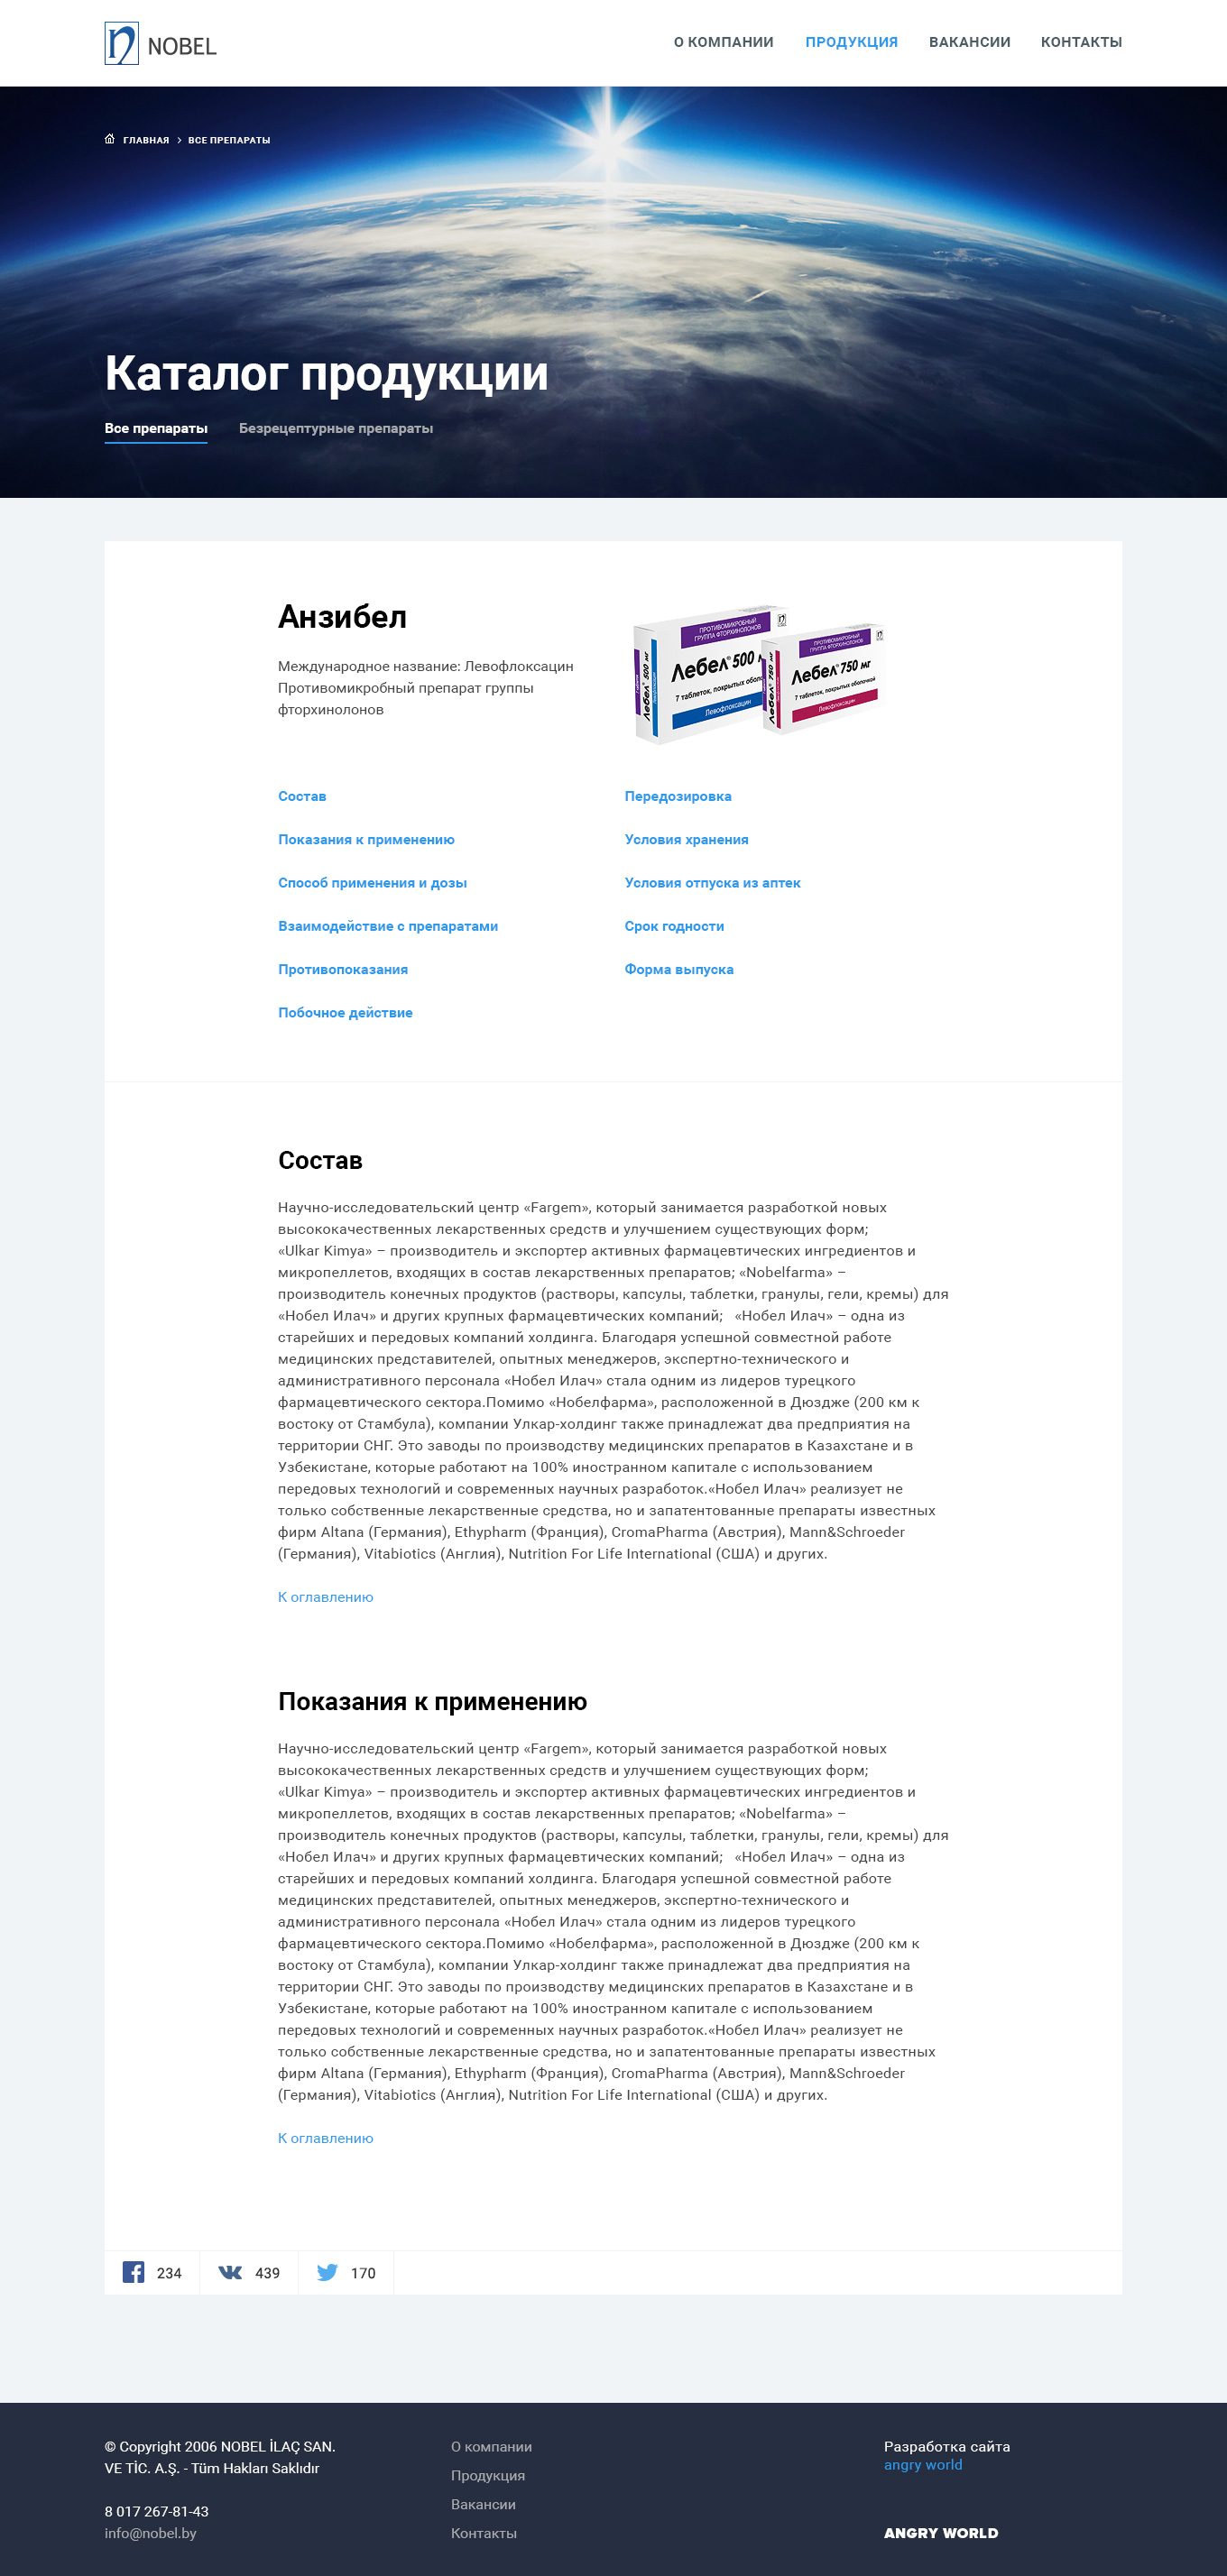 NOBEL
О КОМПАНИИ
ПРОДУКЦИЯ
ВАКАНСИИ
КОНТАКТЫ
ГЛАВНАЯ > ВСЕ ПРЕПАРАТЫ
Каталог продукции
Все препараты
Безрецептурные препараты
Анзибел
Международное название: Левофлоксацин
Противомикробный препарат группы
фторхинолонов
ПРОТИВОМИКРОБНЫЙ
ГРУППА ФТОРХИНОЛОНОВ
Лебел® 500 м
7 таблеток, покрытых оболо
Левофлоксацин
Лебел® 500 мг
ПРОТИВОМИКРОБНЫЙ
ГРУППА ФТОРХИНОЛОНОВ
Лебел® 750 мг
7 таблеток, покрытых оболочкой
Левофлоксацин
Лебел® 750 мг
Состав
Показания к применению
Способ применения и дозы
Взаимодействие с препаратами
Противопоказания
Побочное действие
Передозировка
Условия хранения
Условия отпуска из аптек
Срок годности
Форма выпуска
Состав
Научно-исследовательский центр «Fargem», который занимается разработкой новых
высококачественных лекарственных средств и улучшением существующих форм;
«Ulkar Kimya» – производитель и экспортер активных фармацевтических ингредиентов и
микропеллетов, входящих в состав лекарственных препаратов; «Nobelfarma» –
производитель конечных продуктов (растворы, капсулы, таблетки, гранулы, гели, кремы) для
«Нобел Илач» и других крупных фармацевтических компаний;   «Нобел Илач» – одна из
старейших и передовых компаний холдинга. Благодаря успешной совместной работе
медицинских представителей, опытных менеджеров, экспертно-технического и
административного персонала «Нобел Илач» стала одним из лидеров турецкого
фармацевтического сектора.Помимо «Нобелфарма», расположенной в Дюздже (200 км к
востоку от Стамбула), компании Улкар-холдинг также принадлежат два предприятия на
территории СНГ. Это заводы по производству медицинских препаратов в Казахстане и в
Узбекистане, которые работают на 100% иностранном капитале с использованием
передовых технологий и современных научных разработок.«Нобел Илач» реализует не
только собственные лекарственные средства, но и запатентованные препараты известных
фирм Altana (Германия), Ethypharm (Франция), CromaPharma (Австрия), Mann&Schroeder
(Германия), Vitabiotics (Англия), Nutrition For Life International (США) и других.
К оглавлению
Показания к применению
Научно-исследовательский центр «Fargem», который занимается разработкой новых
высококачественных лекарственных средств и улучшением существующих форм;
«Ulkar Kimya» – производитель и экспортер активных фармацевтических ингредиентов и
микропеллетов, входящих в состав лекарственных препаратов; «Nobelfarma» –
производитель конечных продуктов (растворы, капсулы, таблетки, гранулы, гели, кремы) для
«Нобел Илач» и других крупных фармацевтических компаний;   «Нобел Илач» – одна из
старейших и передовых компаний холдинга. Благодаря успешной совместной работе
медицинских представителей, опытных менеджеров, экспертно-технического и
административного персонала «Нобел Илач» стала одним из лидеров турецкого
фармацевтического сектора.Помимо «Нобелфарма», расположенной в Дюздже (200 км к
востоку от Стамбула), компании Улкар-холдинг также принадлежат два предприятия на
территории СНГ. Это заводы по производству медицинских препаратов в Казахстане и в
Узбекистане, которые работают на 100% иностранном капитале с использованием
передовых технологий и современных научных разработок.«Нобел Илач» реализует не
только собственные лекарственные средства, но и запатентованные препараты известных
фирм Altana (Германия), Ethypharm (Франция), CromaPharma (Австрия), Mann&Schroeder
(Германия), Vitabiotics (Англия), Nutrition For Life International (США) и других.
К оглавлению
234
439
170
© Copyright 2006 NOBEL İLAÇ SAN.
VE TİC. A.Ş. - Tüm Hakları Saklıdır
8 017 267-81-43
info@nobel.by
О компании
Продукция
Вакансии
Контакты
Разработка сайта
angry world
ANGRY WORLD